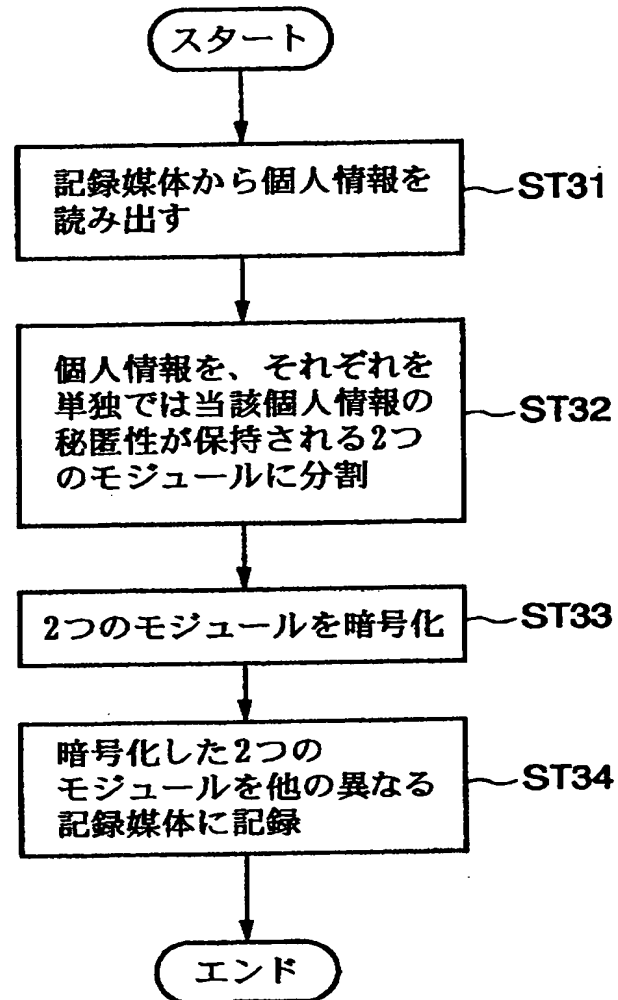 スタート
記録媒体から個人情報を
読み出す
ST31
個人情報を、それぞれを
単独では当該個人情報の
秘匿性が保持される2つ
のモジュールに分割
ST32
2つのモジュールを暗号化
ST33
暗号化した2つの
モジュールを他の異なる
記録媒体に記録
ST34
エンド